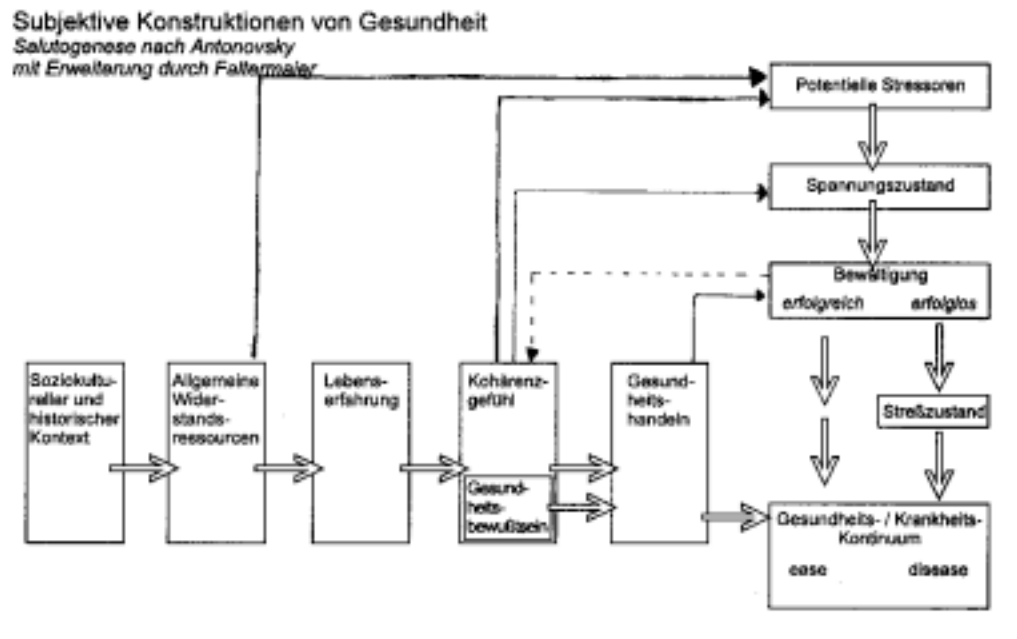 Subjektive Konstruktionen von Gesundheit
Salutogenese nach Antonovsky
mit Erweiterung durch Faltermaier
Potentielle Stressoren
Spannungszustand
Bewältigung
erfolgreich erfolglos
Streßzustand
Soziokultu-
reller und
historischer
Kontext
Allgemeine
Wider-
stands-
ressourcen
Lebens-
erfahrung
Kohärenz-
gefühl
Gesund-
heits-
bewußtsein
Gesund-
heits-
handeln
Gesundheits- / Krankheits-
Kontinuum
ease disease